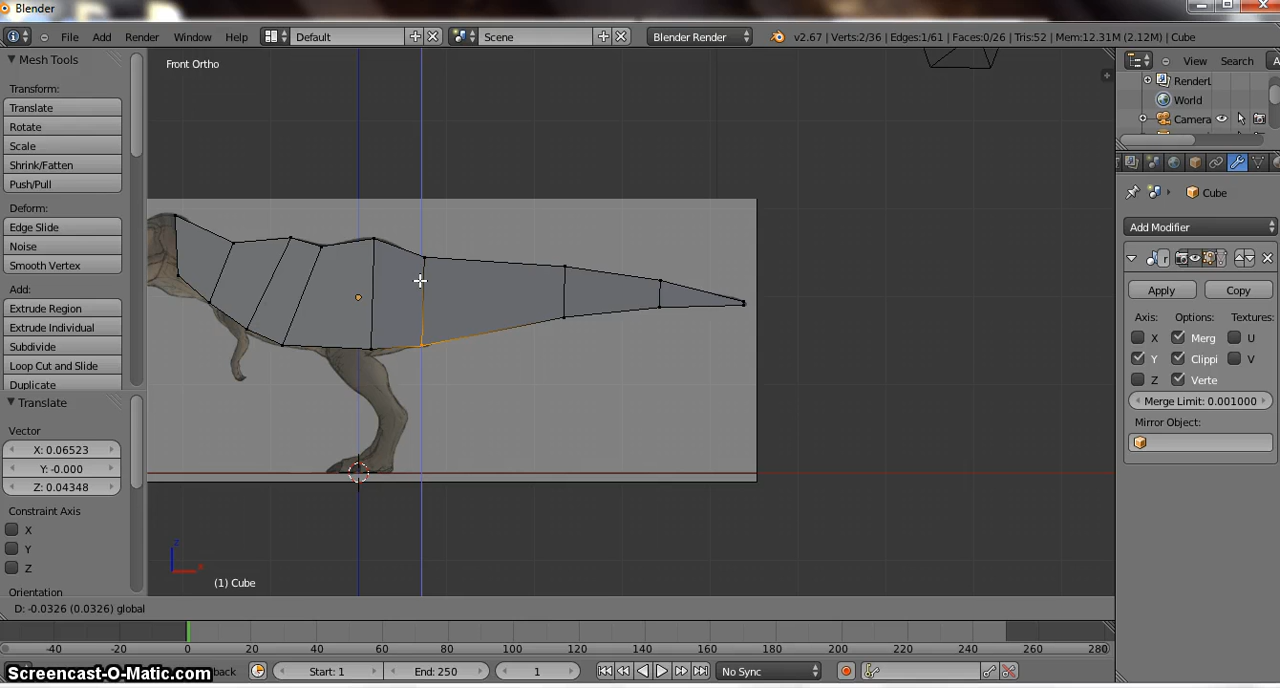 Blender
File Add Render Window Help Default Scene Blender Render v2.67 | Verts:2/36 | Edges:1/61 | Faces:0/26 | Tris:52 | Mem:12.31M (2.12M) | Cube
Mesh Tools
Transform:
Translate
Rotate
Scale
Shrink/Fatten
Push/Pull
Deform:
Edge Slide
Noise
Smooth Vertex
Add:
Extrude Region
Extrude Individual
Subdivide
Loop Cut and Slide
Duplicate
Translate
Vector
X: 0.06523
Y: -0.000
Z: 0.04348
Constraint Axis
X
Y
Z
Orientation
Front Ortho
z
x
(1) Cube
D: -0.0326 (0.0326) global
View Search A
RenderL
World
Camera
Cube
Add Modifier
r
Apply Copy
Axis: Options: Textures:
X Merg U
Y Clippi V
Z Verte
Merge Limit: 0.001000
Mirror Object:
-40 -20 0 20 40 60 80 100 120 140 160 180 200 220 240 260 280
back Start: 1 End: 250 1 No Sync
Screencast-O-Matic.com